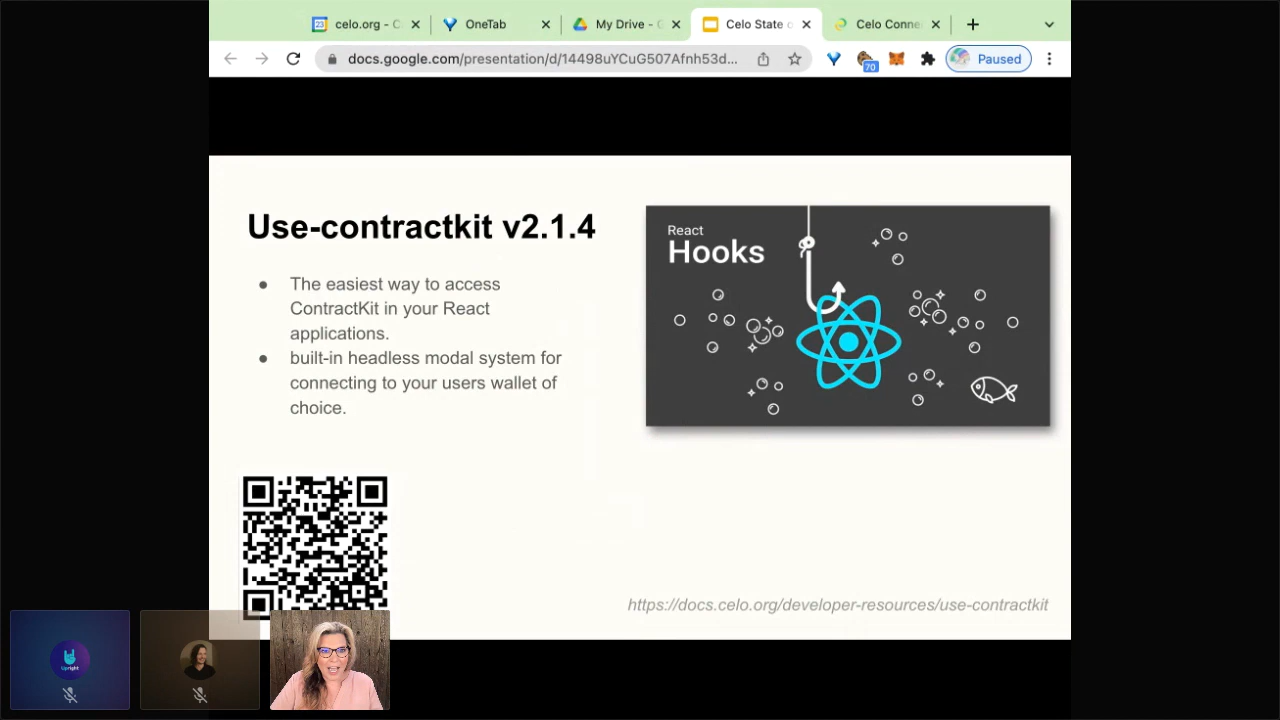 celo.org - C
OneTab
My Drive - G
Celo State o
Celo Conne
docs.google.com/presentation/d/14498uYCuG507Afnh53d...
70
Paused
Use-contractkit v2.1.4
● The easiest way to access
ContractKit in your React
applications.
● built-in headless modal system for
connecting to your users wallet of
choice.
React
Hooks
https://docs.celo.org/developer-resources/use-contractkit
Upright